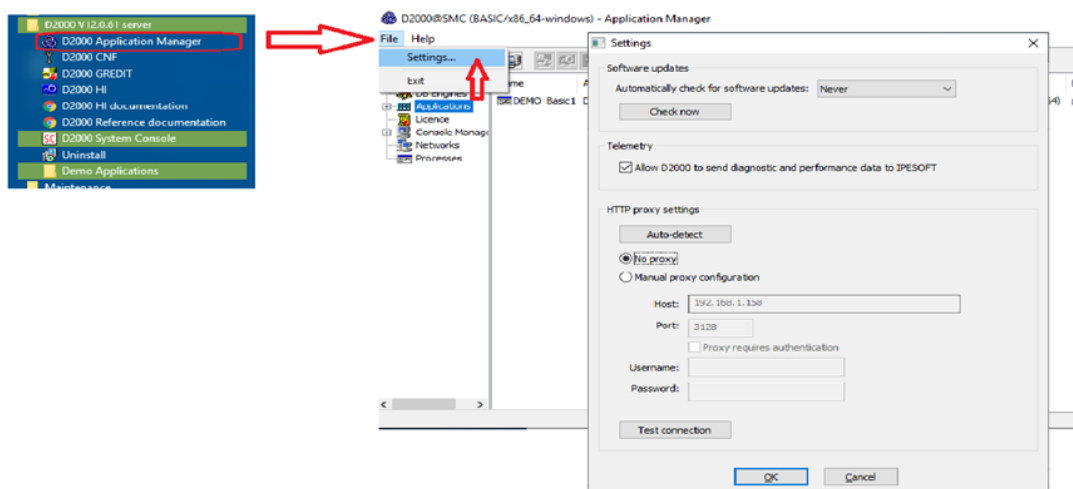 D2000 V12.0.61 server
D2000 Application Manager
D2000 CNF
D2000 GREDIT
D2000 HI
D2000 HI documentation
D2000 Reference documentation
SC D2000 System Console
Uninstall
Demo Applications
Maintenance
D2000@SMC (BASIC/x86_64-windows) - Application Manager
File Help
Settings...
Exit
DB Engines
Applications
Licence
Console Manage
Networks
Processes
DEMO_Basic1 D
64)
Settings
Software updates
Automatically check for software updates: Never
Check now
Telemetry
Allow D2000 to send diagnostic and performance data to IPESOFT
HTTP proxy settings
Auto-detect
No proxy
Manual proxy configuration
Host: 192.168.1.158
Port: 3128
Proxy requires authentication
Username:
Password:
Test connection
OK Cancel